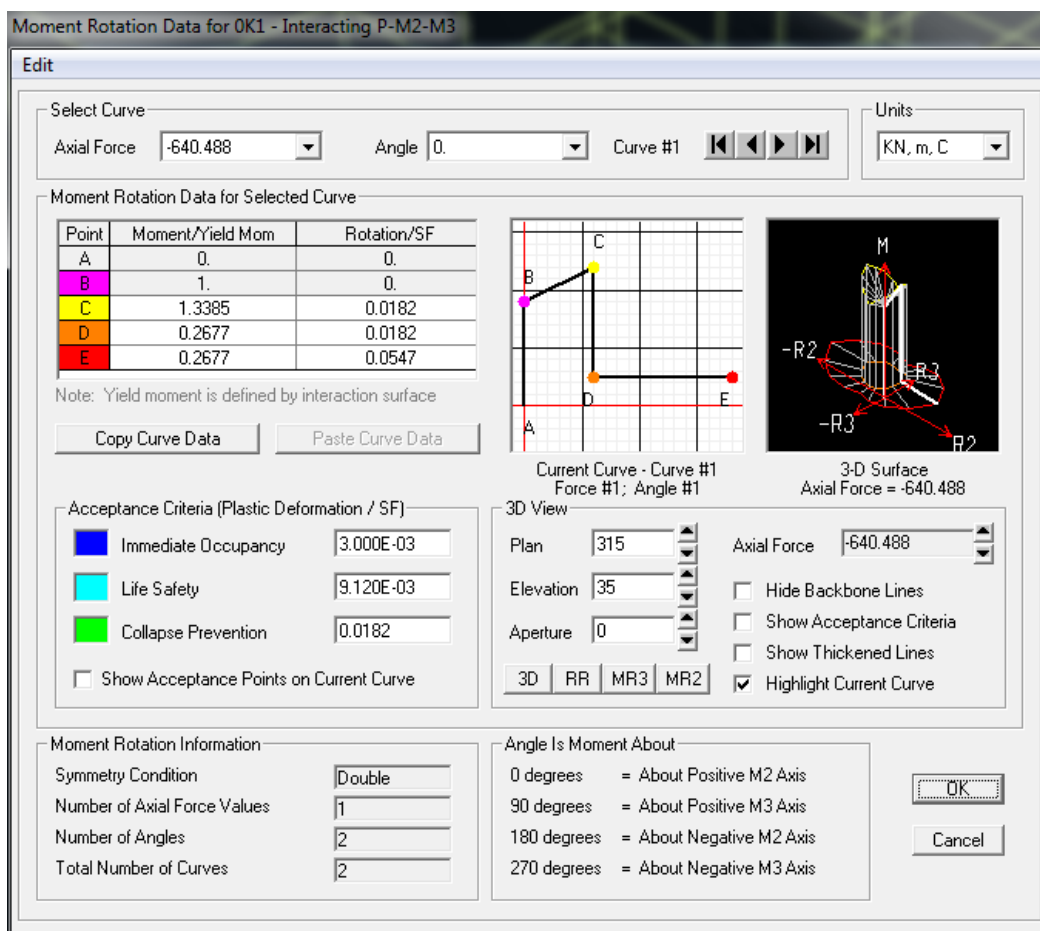 Moment Rotation Data for 0K1 - Interacting P-M2-M3
Edit
Select Curve
Axial Force -640.488 Angle 0. Curve #1
Units
KN, m, C
Moment Rotation Data for Selected Curve
Point Moment/Yield Mom Rotation/SF
A 0. 0.
B 1. 0.
C 1.3385 0.0182
D 0.2677 0.0182
E 0.2677 0.0547
Note: Yield moment is defined by interaction surface
Copy Curve Data Paste Curve Data
C
B
D E
A
Current Curve - Curve #1
Force #1; Angle #1
M
-R2
R3
-R3
R2
3-D Surface
Axial Force = -640.488
Acceptance Criteria (Plastic Deformation / SF)
Immediate Occupancy 3.000E-03
Life Safety 9.120E-03
Collapse Prevention 0.0182
Show Acceptance Points on Current Curve
3D View
Plan 315
Elevation 35
Aperture 0
3D RR MR3 MR2
Axial Force -640.488
Hide Backbone Lines
Show Acceptance Criteria
Show Thickened Lines
Highlight Current Curve
Moment Rotation Information
Symmetry Condition Double
Number of Axial Force Values 1
Number of Angles 2
Total Number of Curves 2
Angle Is Moment About
0 degrees = About Positive M2 Axis
90 degrees = About Positive M3 Axis
180 degrees = About Negative M2 Axis
270 degrees = About Negative M3 Axis
OK
Cancel